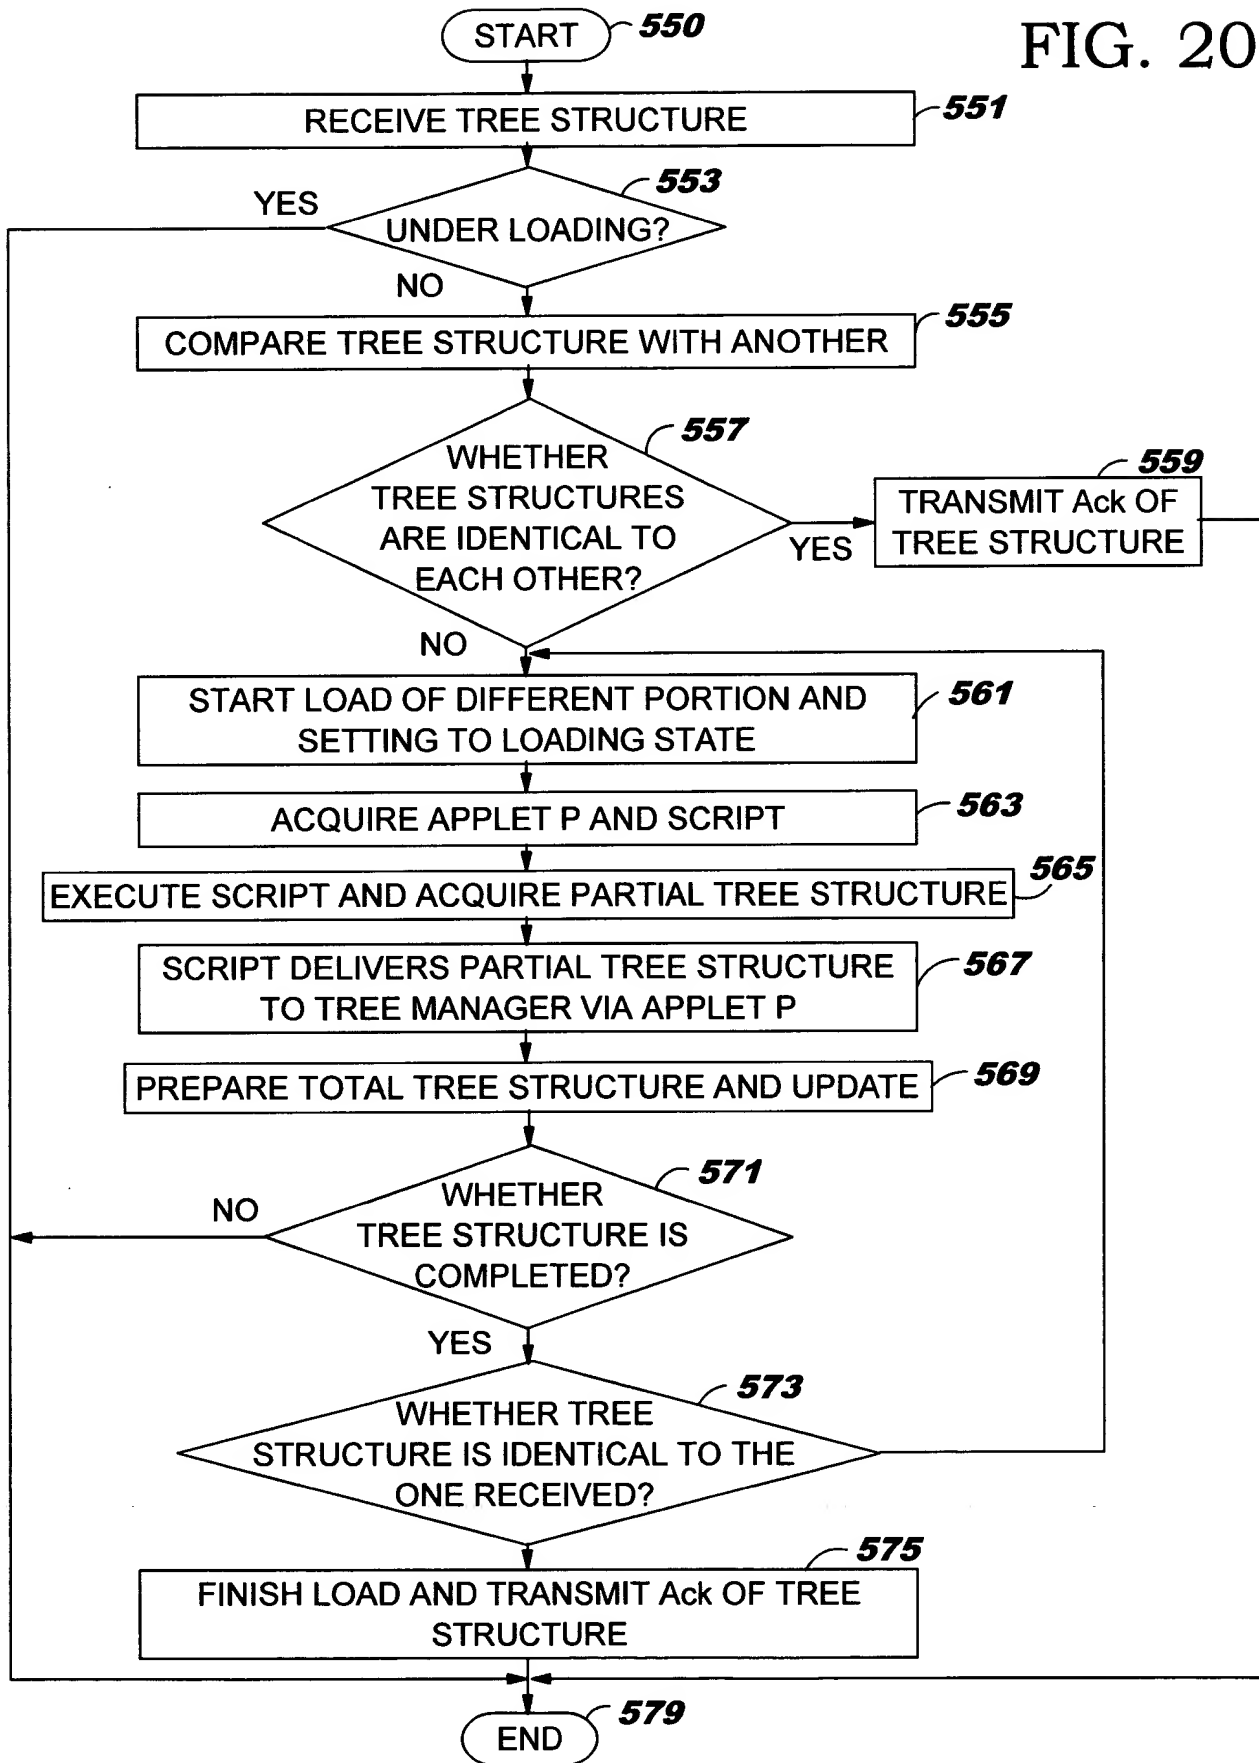 START
550
FIG. 20
RECEIVE TREE STRUCTURE
551
YES
553
UNDER LOADING?
NO
555
COMPARE TREE STRUCTURE WITH ANOTHER
557
WHETHER
TREE STRUCTURES
ARE IDENTICAL TO
EACH OTHER?
YES
559
TRANSMIT Ack OF
TREE STRUCTURE
NO
START LOAD OF DIFFERENT PORTION AND
SETTING TO LOADING STATE
561
ACQUIRE APPLET P AND SCRIPT
563
EXECUTE SCRIPT AND ACQUIRE PARTIAL TREE STRUCTURE
565
SCRIPT DELIVERS PARTIAL TREE STRUCTURE
TO TREE MANAGER VIA APPLET P
567
PREPARE TOTAL TREE STRUCTURE AND UPDATE
569
571
NO
WHETHER
TREE STRUCTURE IS
COMPLETED?
YES
573
WHETHER TREE
STRUCTURE IS IDENTICAL TO THE
ONE RECEIVED?
575
FINISH LOAD AND TRANSMIT Ack OF TREE
STRUCTURE
END
579